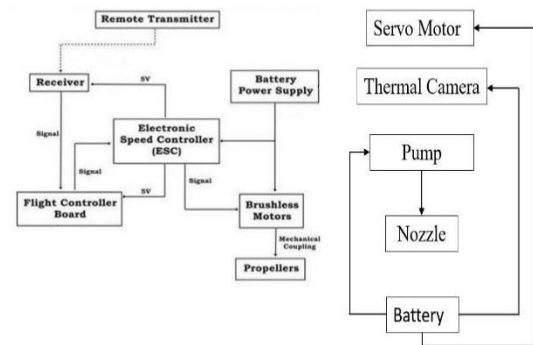 Remote Transmitter
Receiver
5V
Battery
Power Supply
Signal
Electronic
Speed Controller
(ESC)
Signal
Flight Controller
Board
5V
Signal
Brushless
Motors
Mechanical
Coupling
Propellers
Servo Motor
Thermal Camera
Pump
Nozzle
Battery